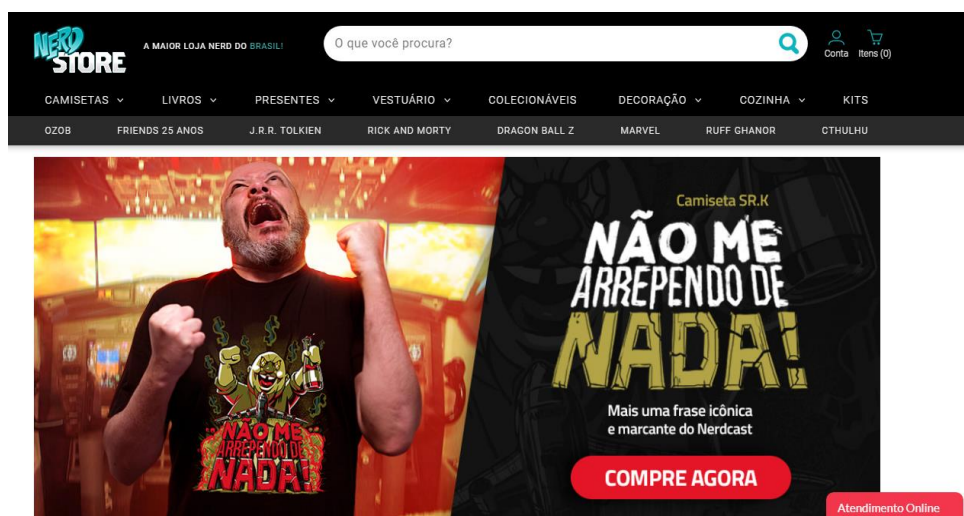 NERD
STORE
A MAIOR LOJA NERD DO BRASIL!
O que você procura?
Conta
Itens (0)
CAMISETAS
LIVROS
PRESENTES
VESTUÁRIO
COLECIONÁVEIS
DECORAÇÃO
COZINHA
KITS
OZOB
FRIENDS 25 ANOS
J.R.R. TOLKIEN
RICK AND MORTY
DRAGON BALL Z
MARVEL
RUFF GHANOR
CTHULHU
NÃO ME
ARREPENDO DE
NADA!
Camiseta SR.K
NÃO ME
ARREPENDO DE
NADA!
Mais uma frase icônica
e marcante do Nerdcast
COMPRE AGORA
Atendimento Online